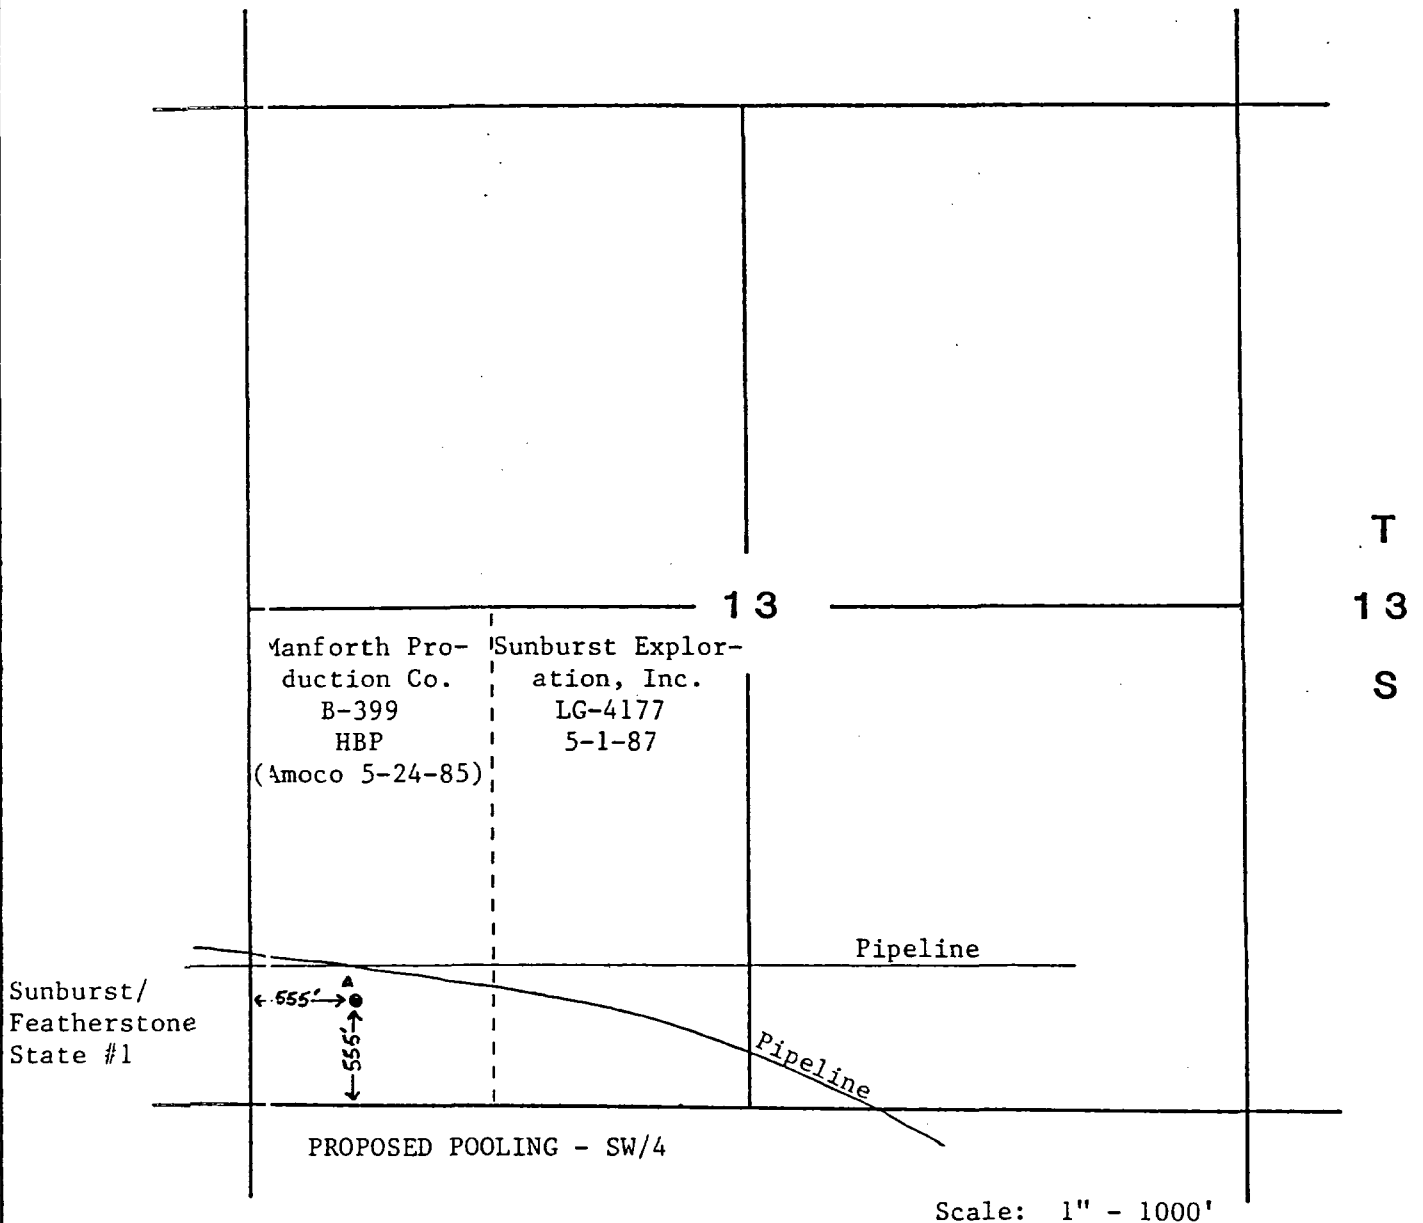 13
T
13
S
Manforth Pro-
duction Co.
B-399
HBP
(Amoco 5-24-85)
Sunburst Explor-
ation, Inc.
LG-4177
5-1-87
Pipeline
Sunburst/
Featherstone
State #1
A
555'
555'
Pipeline
PROPOSED POOLING - SW/4
Scale: 1" - 1000'